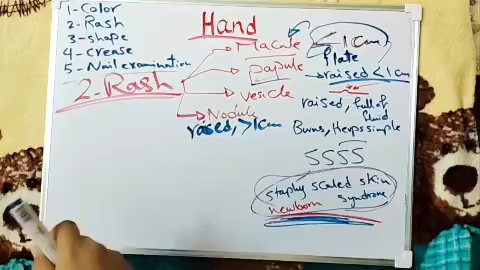 1-Color
2-Rash
3-shape
4-Crease
5-Nail examination
Hand
2-Rash
Macule
< 1 Cm
flate
papule
raised < 1 cm
vesicle
raised, full of
fluid
Burns, Herps simple
Nodule
raised, >1cm
SSSS
staphy scaled skin
syndrome
newborn